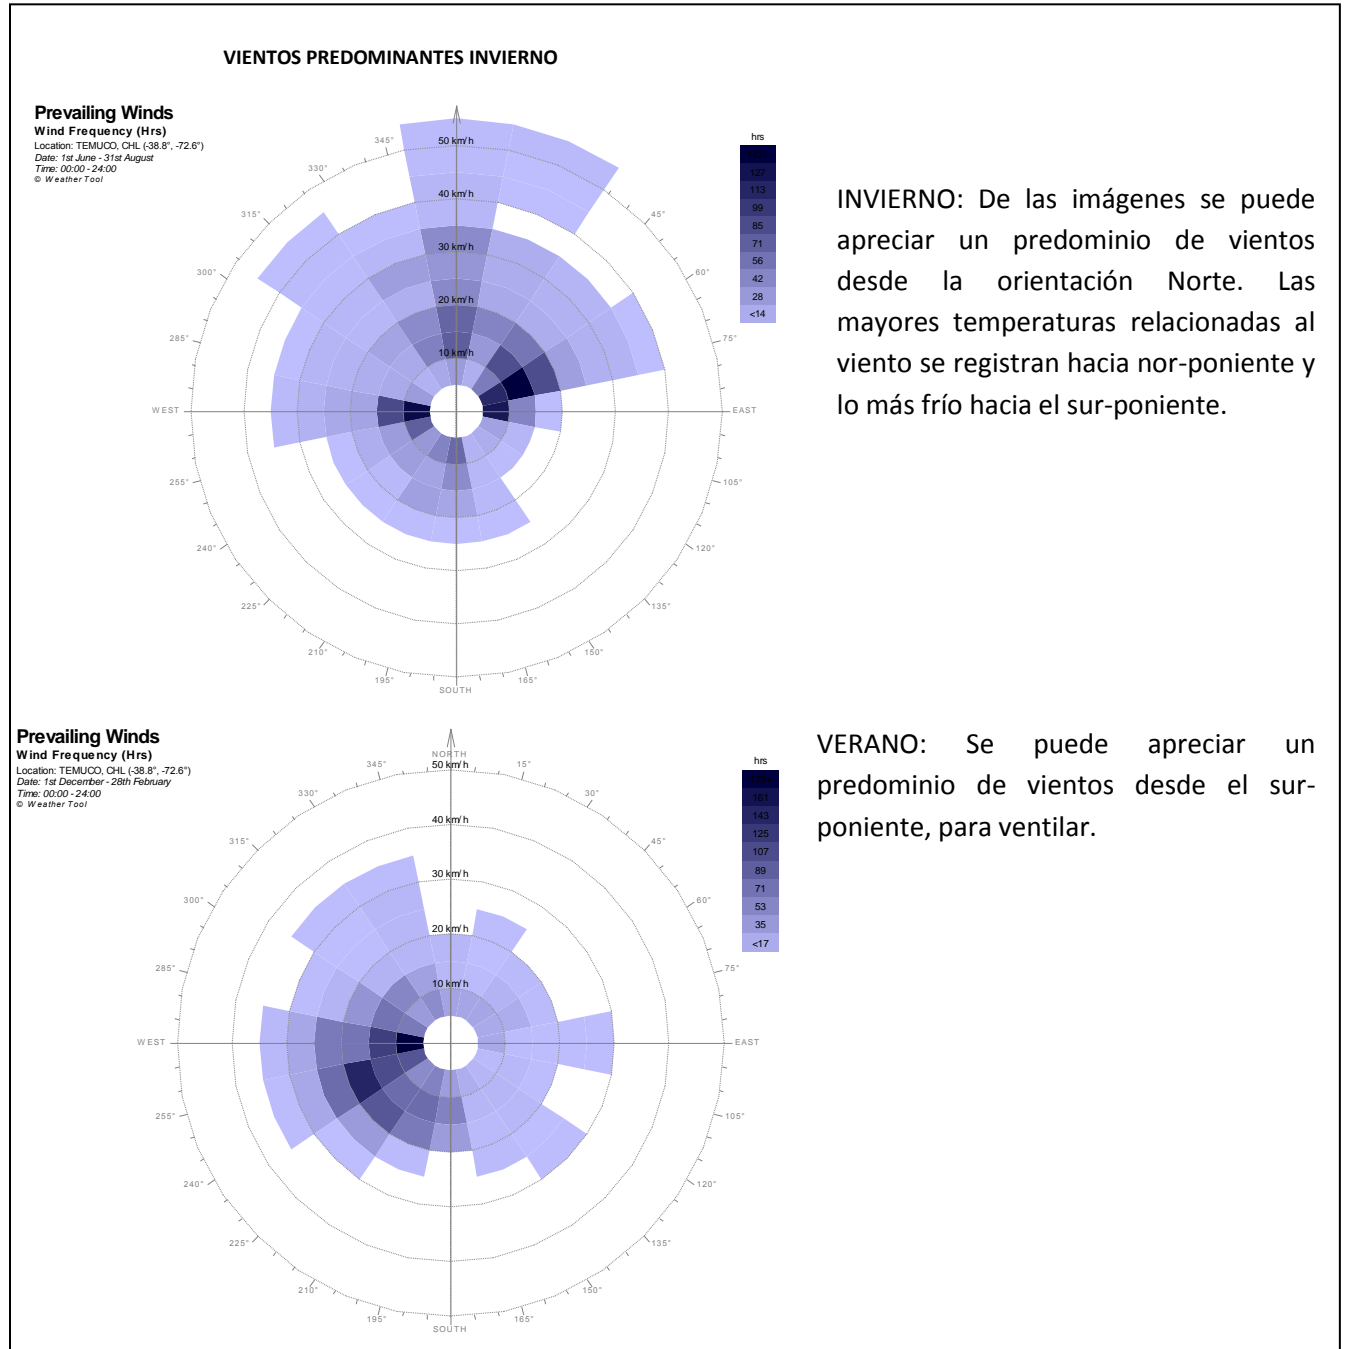 VIENTOS PREDOMINANTES INVIERNO
Prevailing Winds
Wind Frequency (Hrs)
Location: TEMUCO, CHL (-38.8°, -72.6°)
Date: 1st June - 31st August
Time: 00:00 - 24:00
© Weather Tool
345°
330°
315°
300°
285°
WEST
255°
240°
225°
210°
195°
SOUTH
165°
150°
135°
120°
105°
EAST
75°
60°
45°
50 km/h
40 km/h
30 km/h
20 km/h
10 km/h
hrs
127
113
99
85
71
56
42
28
<14
INVIERNO: De las imágenes se puede
apreciar un predominio de vientos
desde la orientación Norte. Las
mayores temperaturas relacionadas al
viento se registran hacia nor-poniente y
lo más frío hacia el sur-poniente.
Prevailing Winds
Wind Frequency (Hrs)
Location: TEMUCO, CHL (-38.8°, -72.6°)
Date: 1st December - 28th February
Time: 00:00 - 24:00
© Weather Tool
NORTH
15°
30°
45°
60°
75°
EAST
105°
120°
135°
150°
165°
SOUTH
195°
210°
225°
240°
255°
WEST
285°
300°
315°
330°
345°
50 km/h
40 km/h
30 km/h
20 km/h
10 km/h
hrs
161
143
125
107
89
71
53
35
<17
VERANO: Se puede apreciar un
predominio de vientos desde el sur-
poniente, para ventilar.